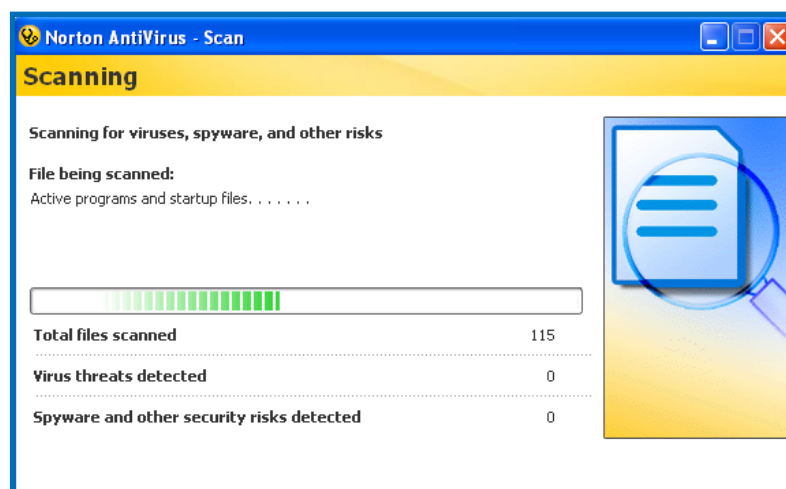 Norton AntiVirus - Scan
Scanning
Scanning for viruses, spyware, and other risks
File being scanned:
Active programs and startup files. . . . . . .
Total files scanned 115
Virus threats detected 0
Spyware and other security risks detected 0